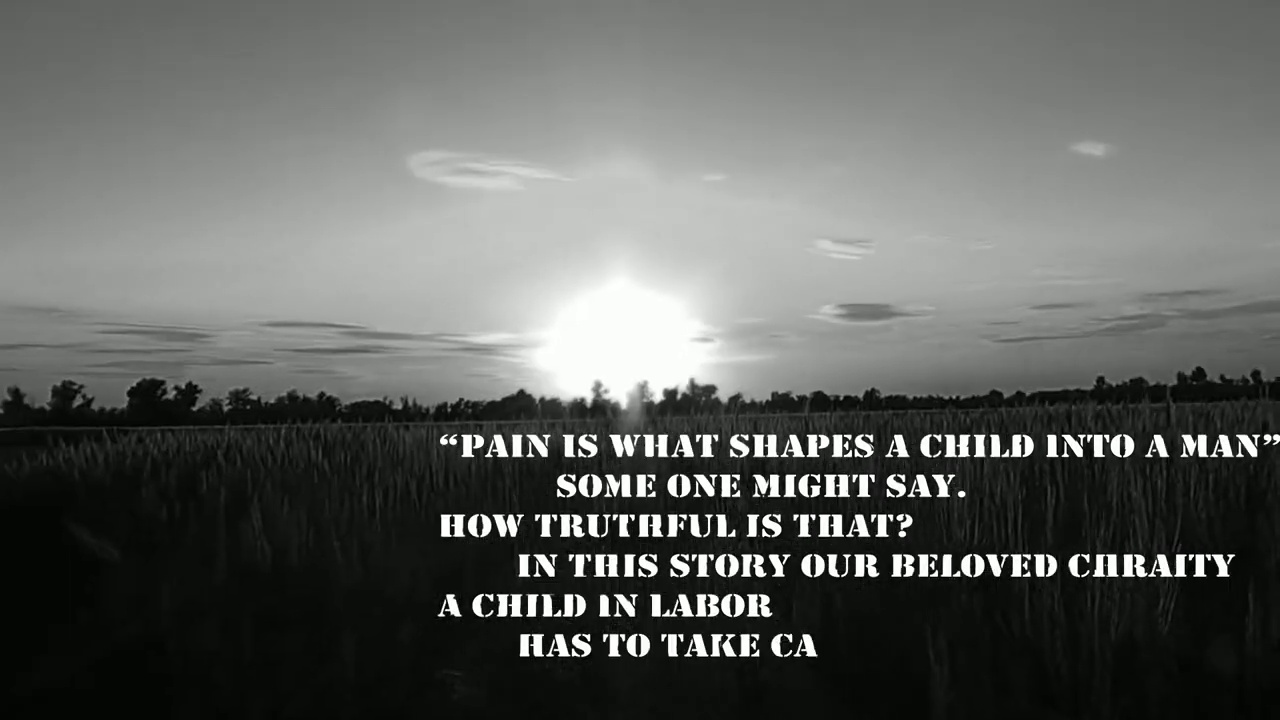 “PAIN IS WHAT SHAPES A CHILD INTO A MAN”
SOME ONE MIGHT SAY.
HOW TRUTHFUL IS THAT?
IN THIS STORY OUR BELOVED CHRAITY
A CHILD IN LABOR
HAS TO TAKE CA